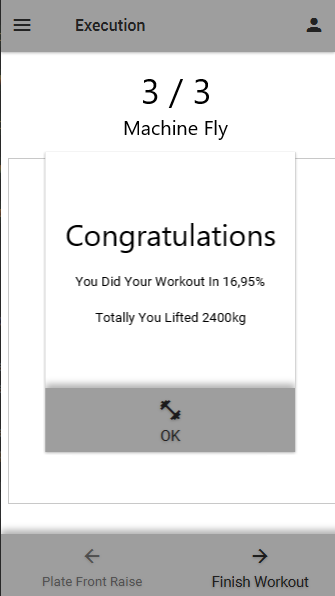 Execution
3 / 3
Machine Fly
Congratulations
You Did Your Workout In 16,95%
Totally You Lifted 2400kg
OK
Plate Front Raise
Finish Workout